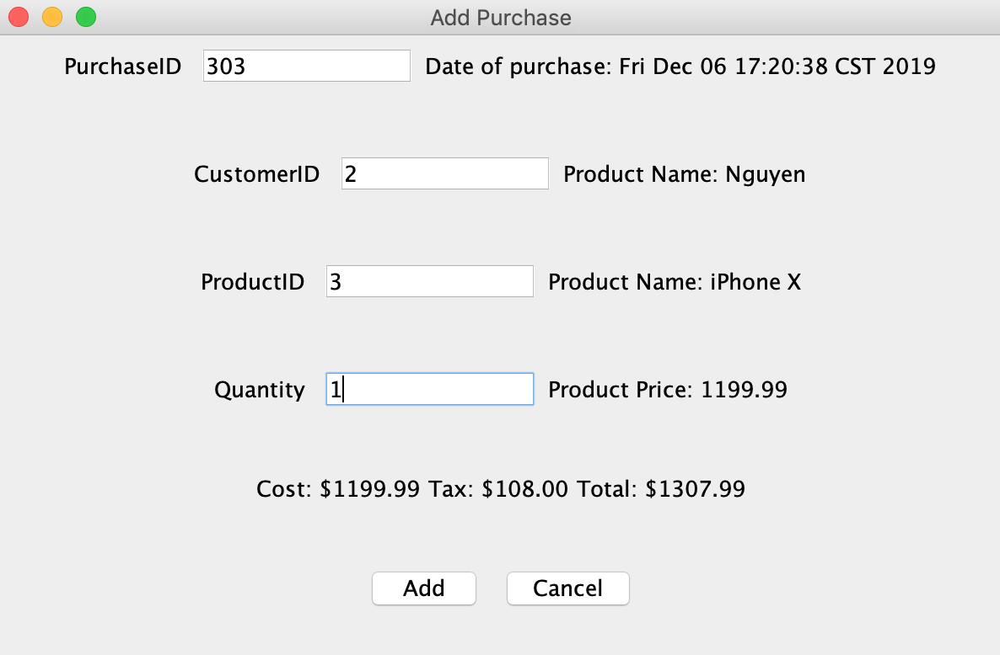 Add Purchase
PurchaseID 303 Date of purchase: Fri Dec 06 17:20:38 CST 2019
CustomerID 2 Product Name: Nguyen
ProductID 3 Product Name: iPhone X
Quantity 1 Product Price: 1199.99
Cost: $1199.99 Tax: $108.00 Total: $1307.99
Add Cancel